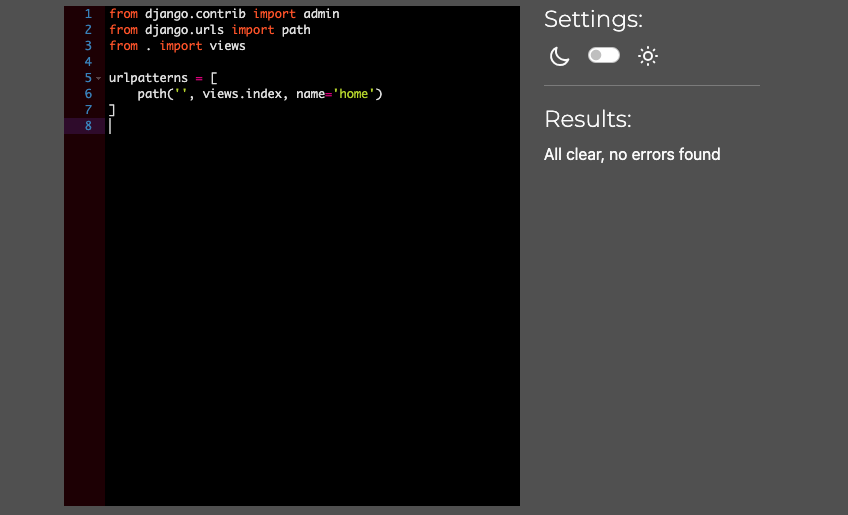 1 from django.contrib import admin
2 from django.urls import path
3 from . import views
4
5 urlpatterns = [
6     path('', views.index, name='home')
7 ]
8
Settings:
Results:
All clear, no errors found